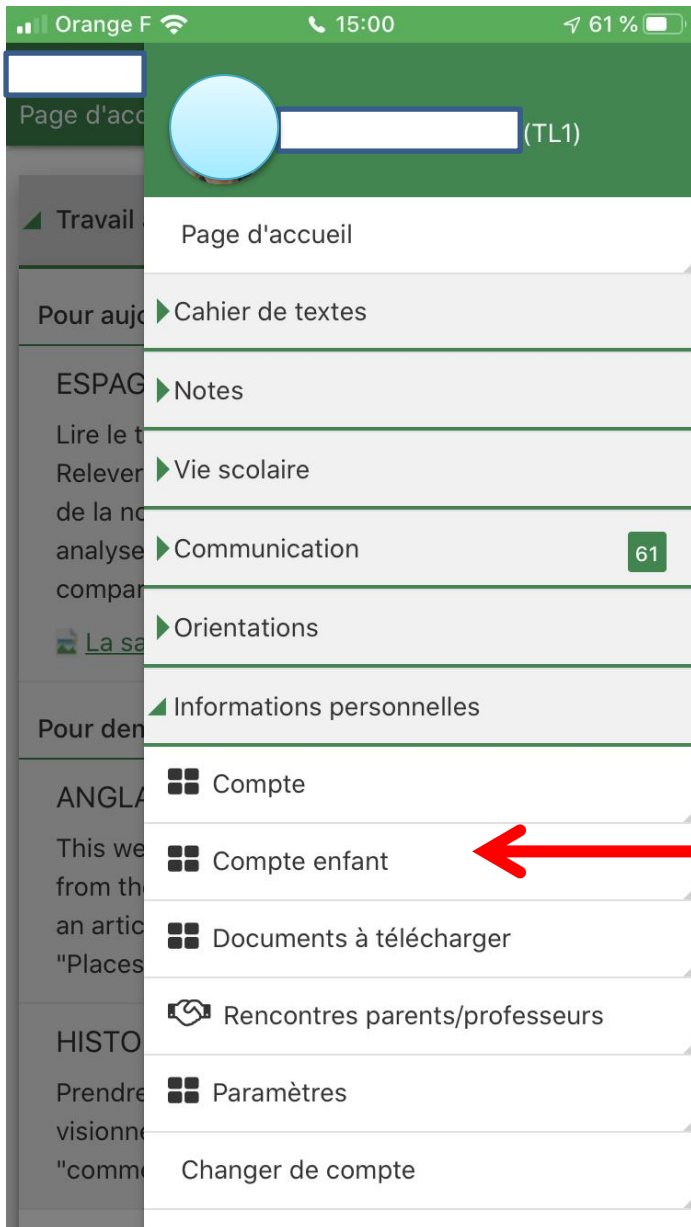 Orange F 15:00 61 %
Page d'acc
(TL1)
Travail
Page d'accueil
Pour aujo
Cahier de textes
ESPAG
Notes
Lire le t
Relever
Vie scolaire
de la no
analyse
Communication 61
compar
Orientations
La sa
Informations personnelles
Pour den
Compte
ANGLA
This we
Compte enfant
from th
an artic
Documents à télécharger
"Places
Rencontres parents/professeurs
HISTO
Prendre
Paramètres
visionne
"comme
Changer de compte